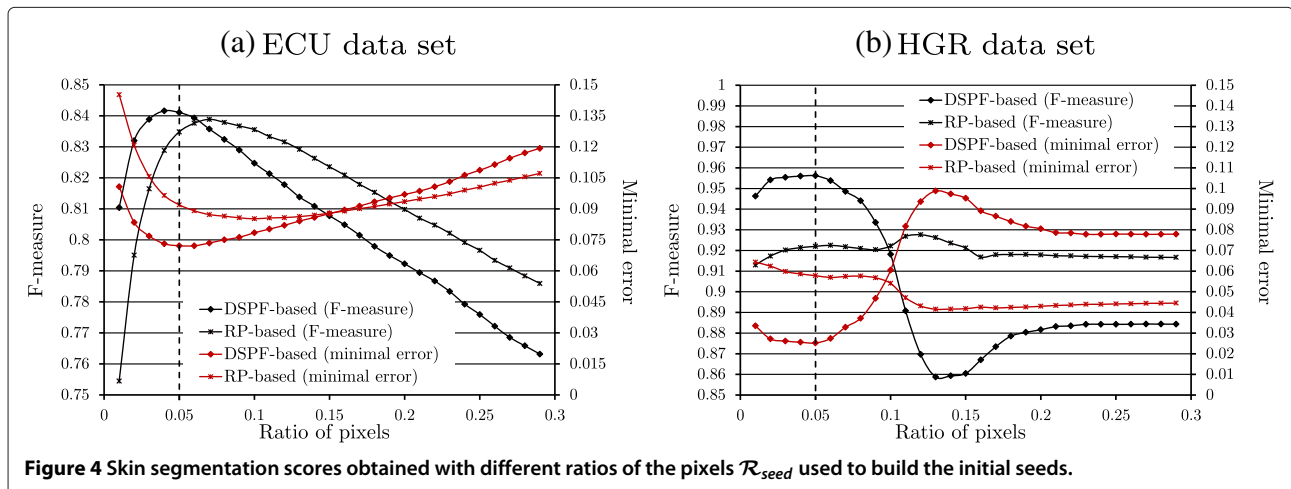 (a) ECU data set
F-measure
0.85
0.84
0.83
0.82
0.81
0.8
0.79
0.78
0.77
0.76
0.75
0.15
0.135
0.12
0.105
0.09
0.075
0.06
0.045
0.03
0.015
0
Minimal error
DSPF-based (F-measure)
RP-based (F-measure)
DSPF-based (minimal error)
RP-based (minimal error)
0 0.05 0.1 0.15 0.2 0.25 0.3
Ratio of pixels
(b) HGR data set
F-measure
1
0.99
0.98
0.97
0.96
0.95
0.94
0.93
0.92
0.91
0.9
0.89
0.88
0.87
0.86
0.85
0.15
0.14
0.13
0.12
0.11
0.1
0.09
0.08
0.07
0.06
0.05
0.04
0.03
0.02
0.01
0
Minimal error
DSPF-based (F-measure)
RP-based (F-measure)
DSPF-based (minimal error)
RP-based (minimal error)
0 0.05 0.1 0.15 0.2 0.25 0.3
Ratio of pixels
Figure 4 Skin segmentation scores obtained with different ratios of the pixels R_seed used to build the initial seeds.